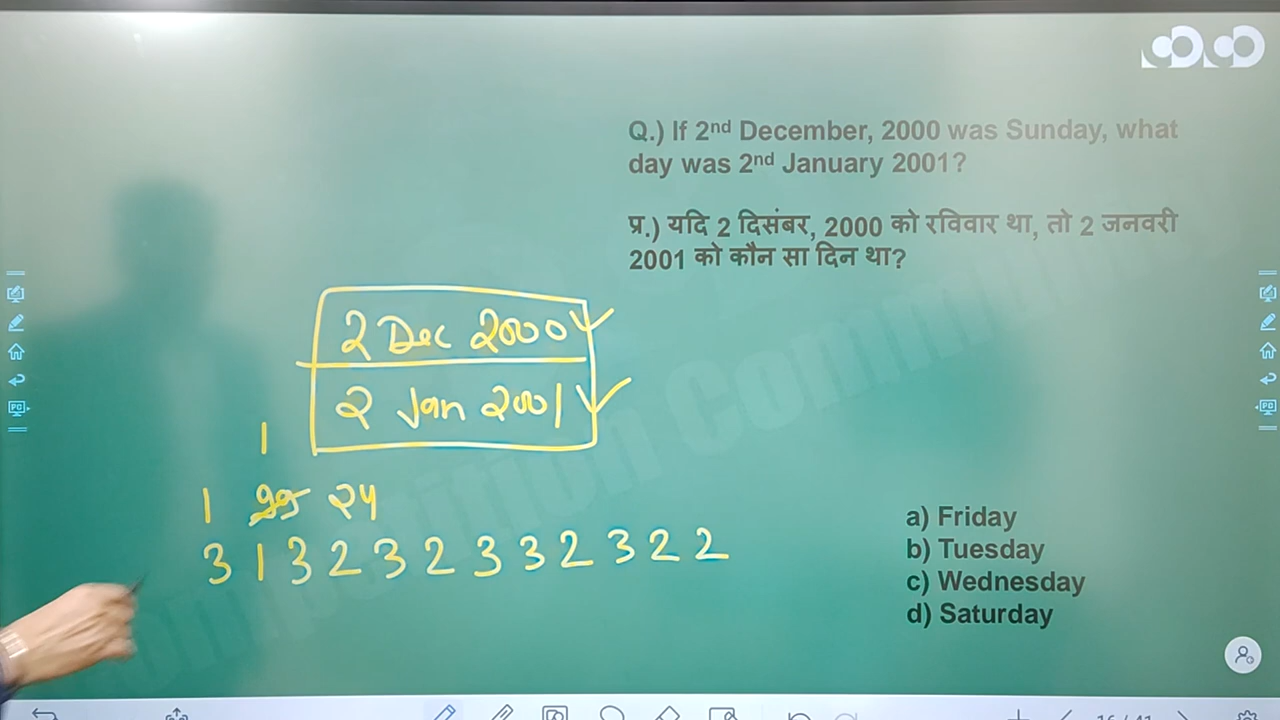 Q.) If 2nd December, 2000 was Sunday, what
day was 2nd January 2001?
प्र.) यदि 2 दिसंबर, 2000 को रविवार था, तो 2 जनवरी
2001 को कौन सा दिन था?
2 Dec 2000
2 Jan 2001
1
1 २५
3 1 3 2 3 2 3 3 2 3 2 2
a) Friday
b) Tuesday
c) Wednesday
d) Saturday